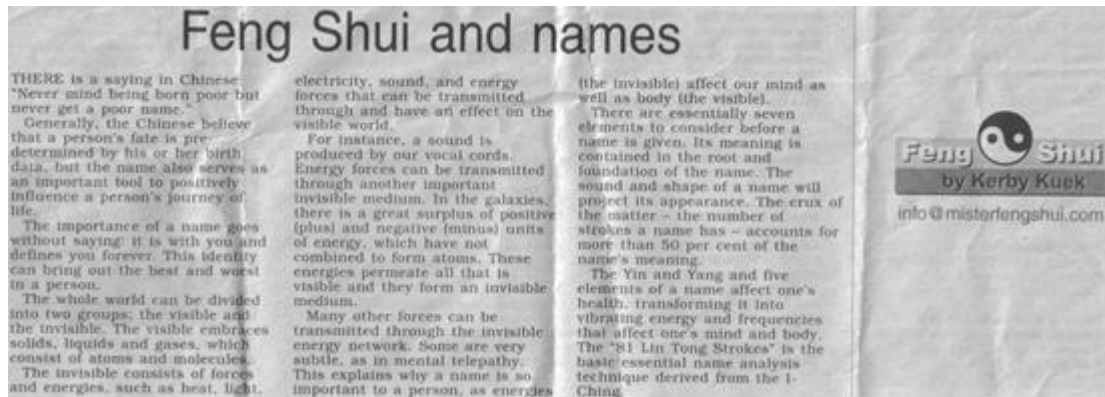 Feng Shui and names
THERE is a saying in Chinese:
"Never mind being born poor but
never get a poor name."
Generally, the Chinese believe
that a person's fate is pre-
determined by his or her birth
data, but the name also serves as
an important tool to positively
influence a person's journey of
life.
The importance of a name goes
without saying: it is with you and
defines you forever. This identity
can bring out the best and worst
in a person.
The whole world can be divided
into two groups; the visible and
the invisible. The visible embraces
solids, liquids and gases, which
consist of atoms and molecules.
The invisible consists of forces
and energies, such as heat, light,
electricity, sound, and energy
forces that can be transmitted
through and have an effect on the
visible world.
For instance, a sound is
produced by our vocal cords.
Energy forces can be transmitted
through another important
invisible medium. In the galaxies,
there is a great surplus of positive
(plus) and negative (minus) units
of energy, which have not
combined to form atoms. These
energies permeate all that is
visible and they form an invisible
medium.
Many other forces can be
transmitted through the invisible
energy network. Some are very
subtle, as in mental telepathy.
This explains why a name is so
important to a person, as energies
(the invisible) affect our mind as
well as body (the visible).
There are essentially seven
elements to consider before a
name is given. Its meaning is
contained in the root and
foundation of the name. The
sound and shape of a name will
project its appearance. The crux of
the matter – the number of
strokes a name has – accounts for
more than 50 per cent of the
name's meaning.
The Yin and Yang and five
elements of a name affect one's
health, transforming it into
vibrating energy and frequencies
that affect one's mind and body.
The "81 Lin Tong Strokes" is the
basic essential name analysis
technique derived from the I-
Ching.
Feng Shui
by Kerby Kuek
info@misterfengshui.com